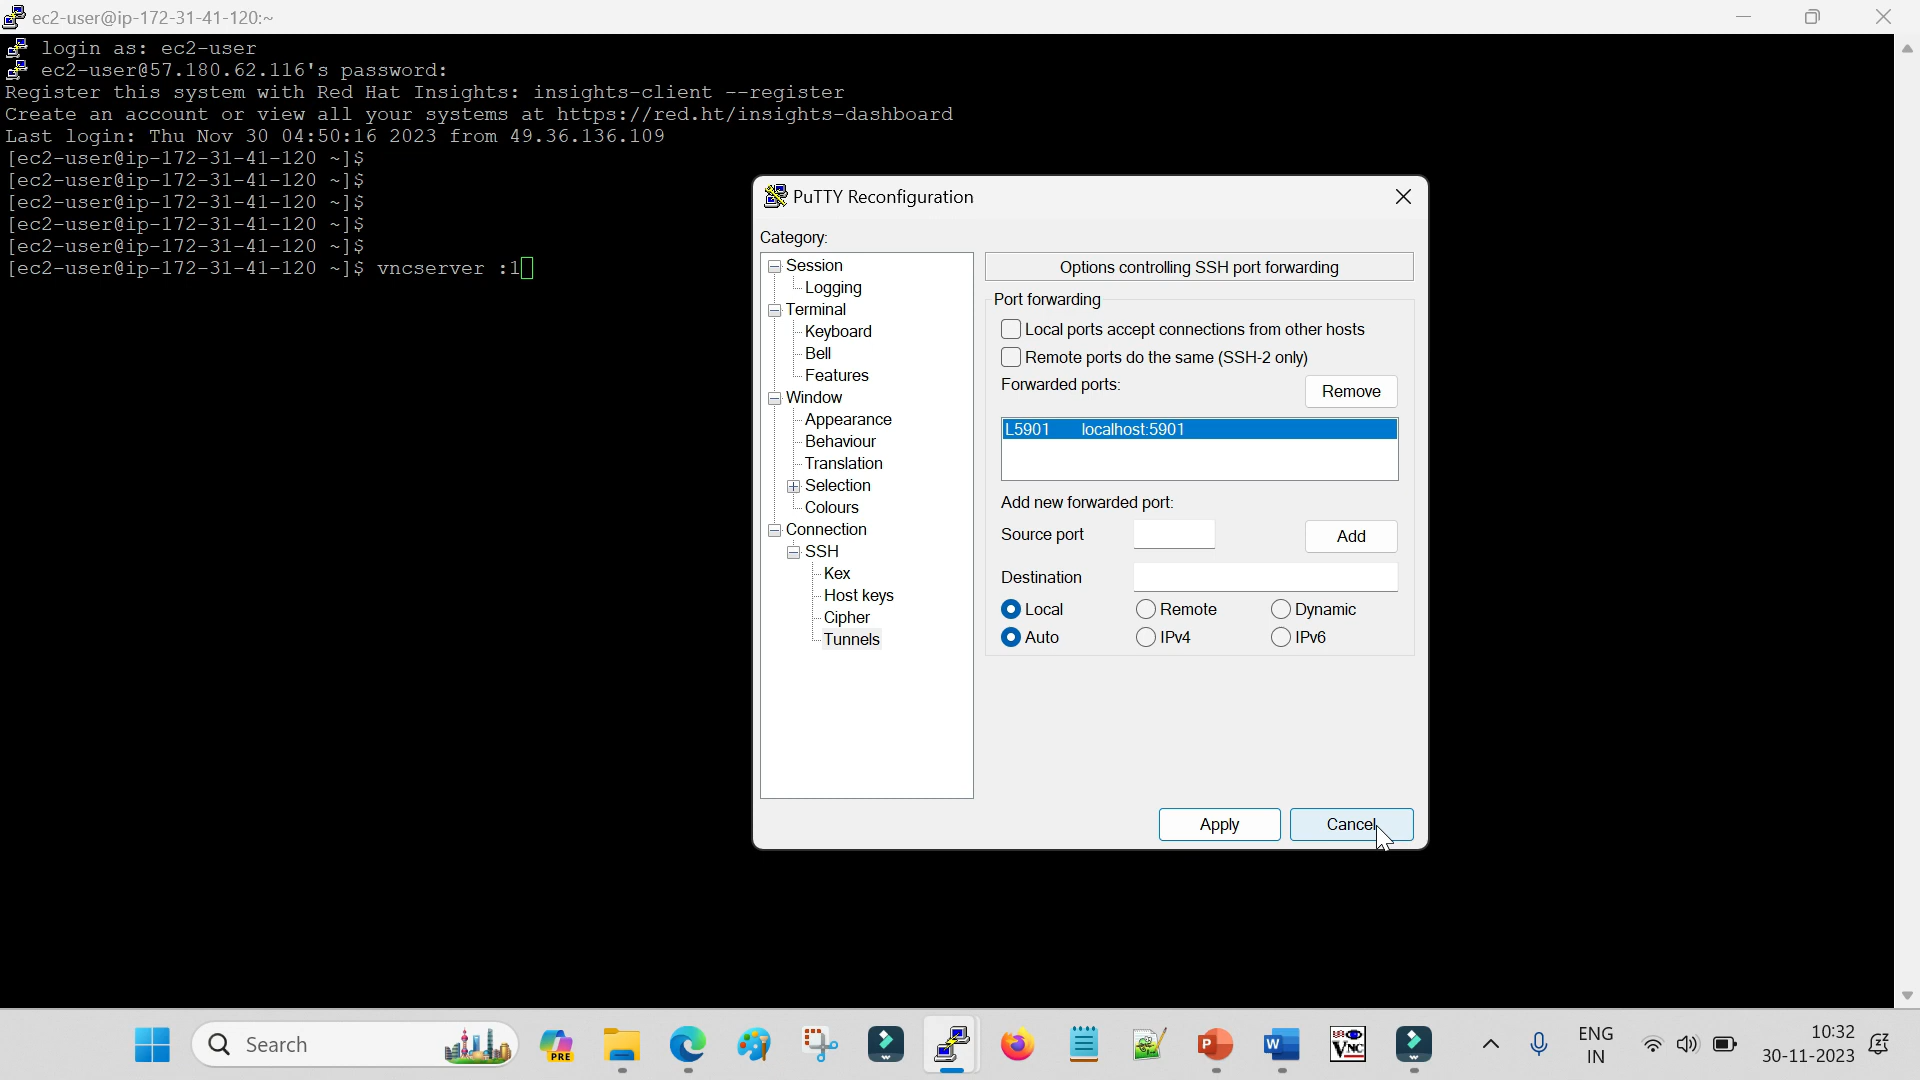 ec2-user@ip-172-31-41-120:~
login as: ec2-user
ec2-user@57.180.62.116's password:
Register this system with Red Hat Insights: insights-client --register
Create an account or view all your systems at https://red.ht/insights-dashboard
Last login: Thu Nov 30 04:50:16 2023 from 49.36.136.109
[ec2-user@ip-172-31-41-120 ~]$
[ec2-user@ip-172-31-41-120 ~]$
[ec2-user@ip-172-31-41-120 ~]$
[ec2-user@ip-172-31-41-120 ~]$
[ec2-user@ip-172-31-41-120 ~]$
[ec2-user@ip-172-31-41-120 ~]$ vncserver :1
PuTTY Reconfiguration
Category:
Session
Logging
Terminal
Keyboard
Bell
Features
Window
Appearance
Behaviour
Translation
Selection
Colours
Connection
SSH
Kex
Host keys
Cipher
Tunnels
Options controlling SSH port forwarding
Port forwarding
Local ports accept connections from other hosts
Remote ports do the same (SSH-2 only)
Forwarded ports:
Remove
L5901 localhost:5901
Add new forwarded port:
Source port
Add
Destination
Local Remote Dynamic
Auto IPv4 IPv6
Apply Cancel
Search
PRE
VNC
ENG
IN
10:32
30-11-2023